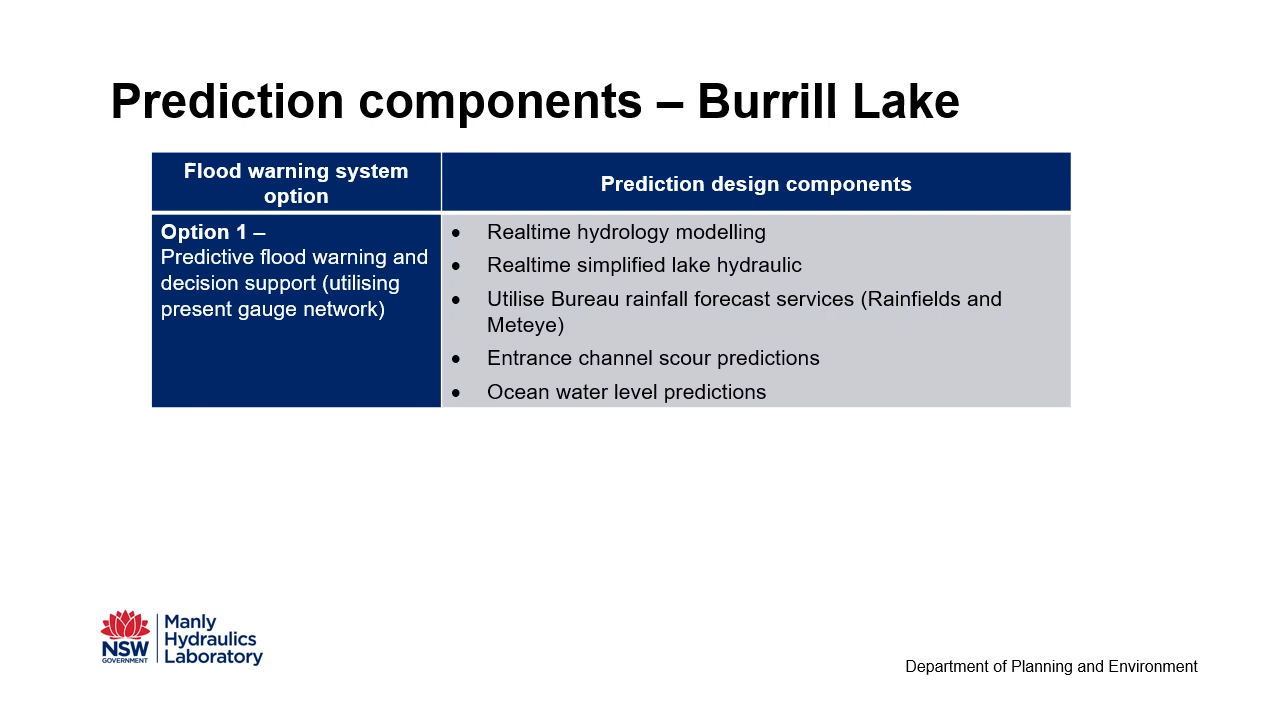 Prediction components – Burrill Lake
Flood warning system
option
Prediction design components
Option 1 –
Predictive flood warning and
decision support (utilising
present gauge network)
• Realtime hydrology modelling
• Realtime simplified lake hydraulic
• Utilise Bureau rainfall forecast services (Rainfields and
Meteye)
• Entrance channel scour predictions
• Ocean water level predictions
NSW
GOVERNMENT
Manly
Hydraulics
Laboratory
Department of Planning and Environment